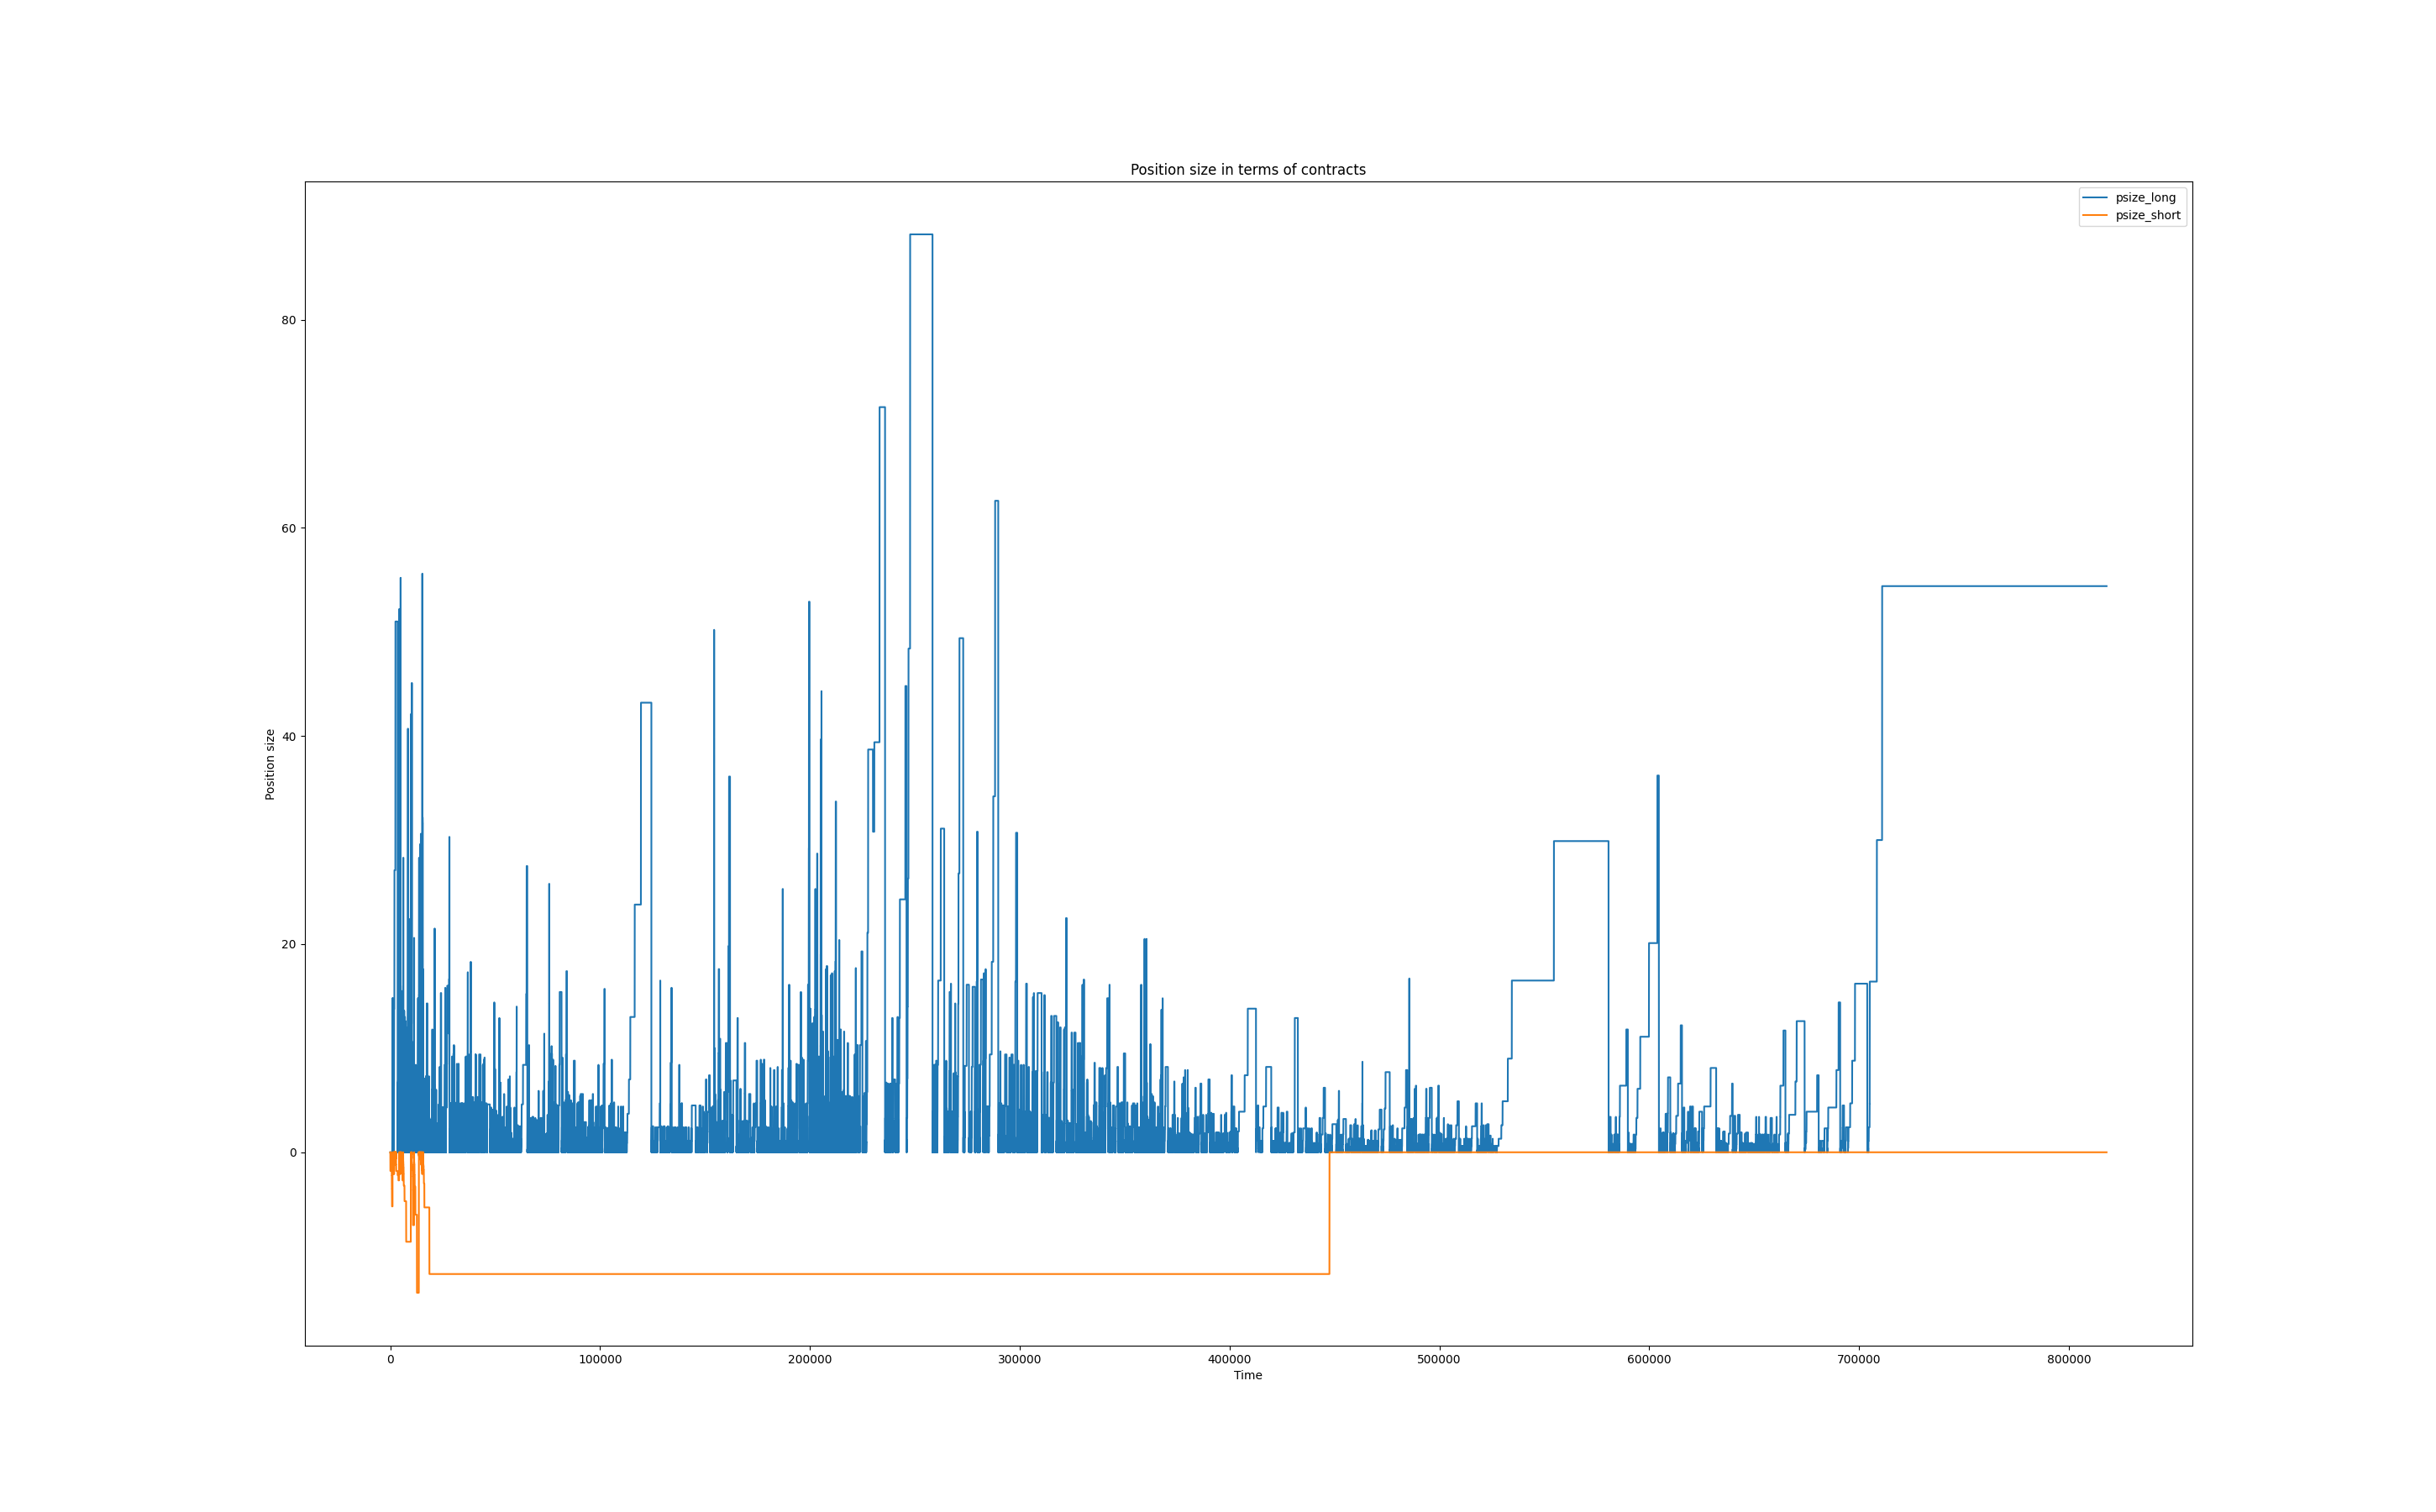 Position size in terms of contracts
psize_long
psize_short
80
60
40
20
0
Position size
0 100000 200000 300000 400000 500000 600000 700000 800000
Time